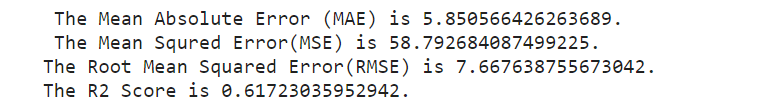 The Mean Absolute Error (MAE) is 5.850566426263689.
The Mean Squred Error(MSE) is 58.792684087499225.
The Root Mean Squared Error(RMSE) is 7.667638755673042.
The R2 Score is 0.61723035952942.